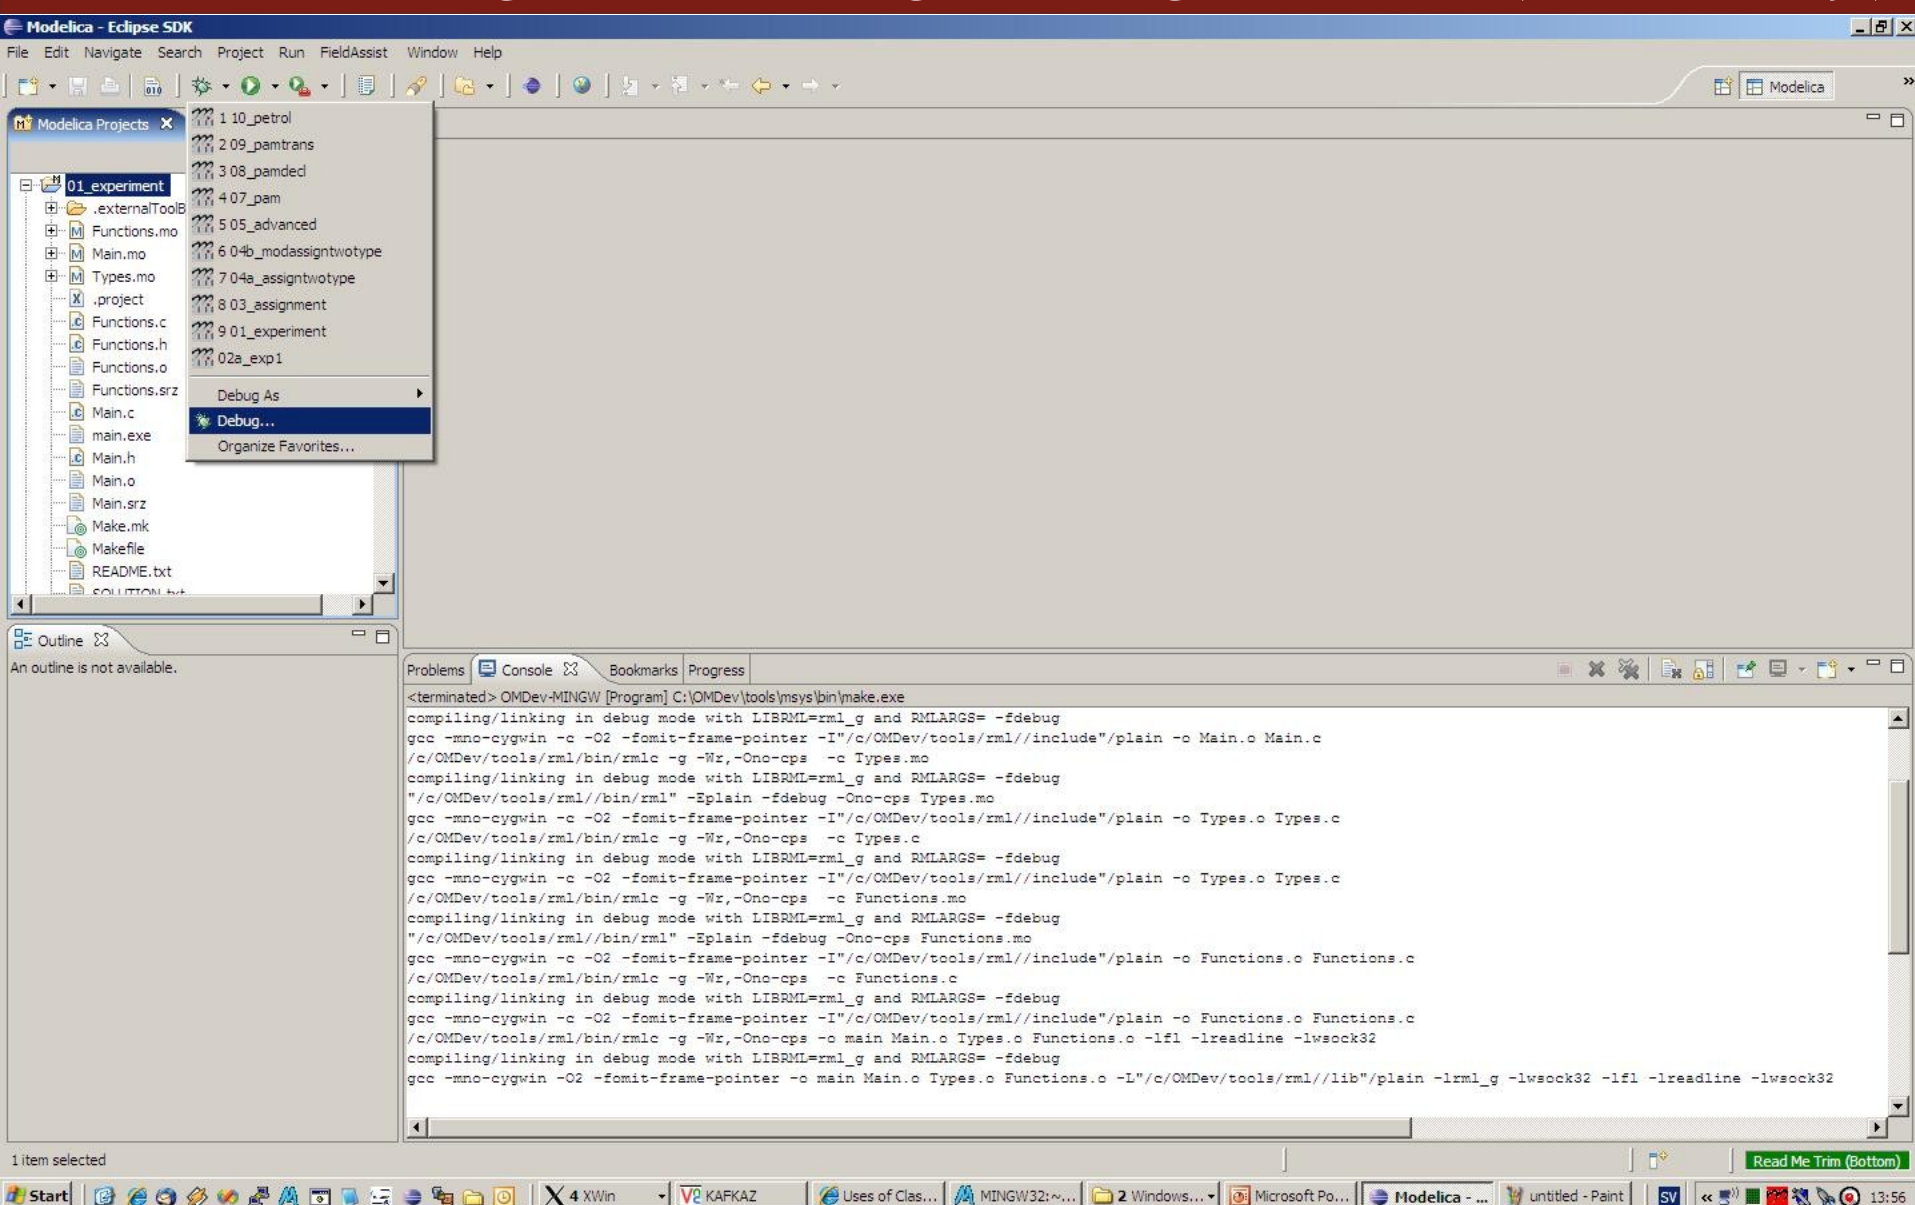 Modelica - Eclipse SDK
File Edit Navigate Search Project Run FieldAssist Window Help
Modelica
Modelica Projects
1 10_petrol
2 09_pamtrans
3 08_pamdecl
4 07_pam
5 05_advanced
6 04b_modassigntwotype
7 04a_assigntwotype
8 03_assignment
9 01_experiment
02a_exp1
Debug As
Debug...
Organize Favorites...
01_experiment
.externalToolB
Functions.mo
Main.mo
Types.mo
.project
Functions.c
Functions.h
Functions.o
Functions.srz
Main.c
main.exe
Main.h
Main.o
Main.srz
Make.mk
Makefile
README.txt
SOLUTION.txt
Outline
An outline is not available.
Problems Console Bookmarks Progress
<terminated> OMDev-MINGW [Program] C:\OMDev\tools\msys\bin\make.exe
compiling/linking in debug mode with LIBRML=rml_g and RMLARGS= -fdebug
gcc -mno-cygwin -c -O2 -fomit-frame-pointer -I"/c/OMDev/tools/rml//include"/plain -o Main.o Main.c
/c/OMDev/tools/rml/bin/rmlc -g -Wr,-Ono-cps  -c Types.mo
compiling/linking in debug mode with LIBRML=rml_g and RMLARGS= -fdebug
"/c/OMDev/tools/rml//bin/rml" -Eplain -fdebug -Ono-cps Types.mo
gcc -mno-cygwin -c -O2 -fomit-frame-pointer -I"/c/OMDev/tools/rml//include"/plain -o Types.o Types.c
/c/OMDev/tools/rml/bin/rmlc -g -Wr,-Ono-cps  -c Types.c
compiling/linking in debug mode with LIBRML=rml_g and RMLARGS= -fdebug
gcc -mno-cygwin -c -O2 -fomit-frame-pointer -I"/c/OMDev/tools/rml//include"/plain -o Types.o Types.c
/c/OMDev/tools/rml/bin/rmlc -g -Wr,-Ono-cps  -c Functions.mo
compiling/linking in debug mode with LIBRML=rml_g and RMLARGS= -fdebug
"/c/OMDev/tools/rml//bin/rml" -Eplain -fdebug -Ono-cps Functions.mo
gcc -mno-cygwin -c -O2 -fomit-frame-pointer -I"/c/OMDev/tools/rml//include"/plain -o Functions.o Functions.c
/c/OMDev/tools/rml/bin/rmlc -g -Wr,-Ono-cps  -c Functions.c
compiling/linking in debug mode with LIBRML=rml_g and RMLARGS= -fdebug
gcc -mno-cygwin -c -O2 -fomit-frame-pointer -I"/c/OMDev/tools/rml//include"/plain -o Functions.o Functions.c
/c/OMDev/tools/rml/bin/rmlc -g -Wr,-Ono-cps -o main Main.o Types.o Functions.o -lfl -lreadline -lwsock32
compiling/linking in debug mode with LIBRML=rml_g and RMLARGS= -fdebug
gcc -mno-cygwin -O2 -fomit-frame-pointer -o main Main.o Types.o Functions.o -L"/c/OMDev/tools/rml//lib"/plain -lrml_g -lwsock32 -lfl -lreadline -lwsock32
1 item selected
Read Me Trim (Bottom)
Start 4 XWin KAFKAZ Uses of Clas... MINGW32:~... 2 Windows... Microsoft Po... Modelica - ... untitled - Paint SV 13:56